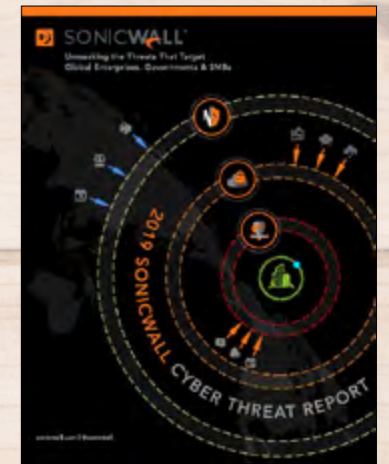 SONICWALL
Unmasking the Threats That Target
Global Enterprises, Governments & SMBs
2019 SONICWALL CYBER THREAT REPORT